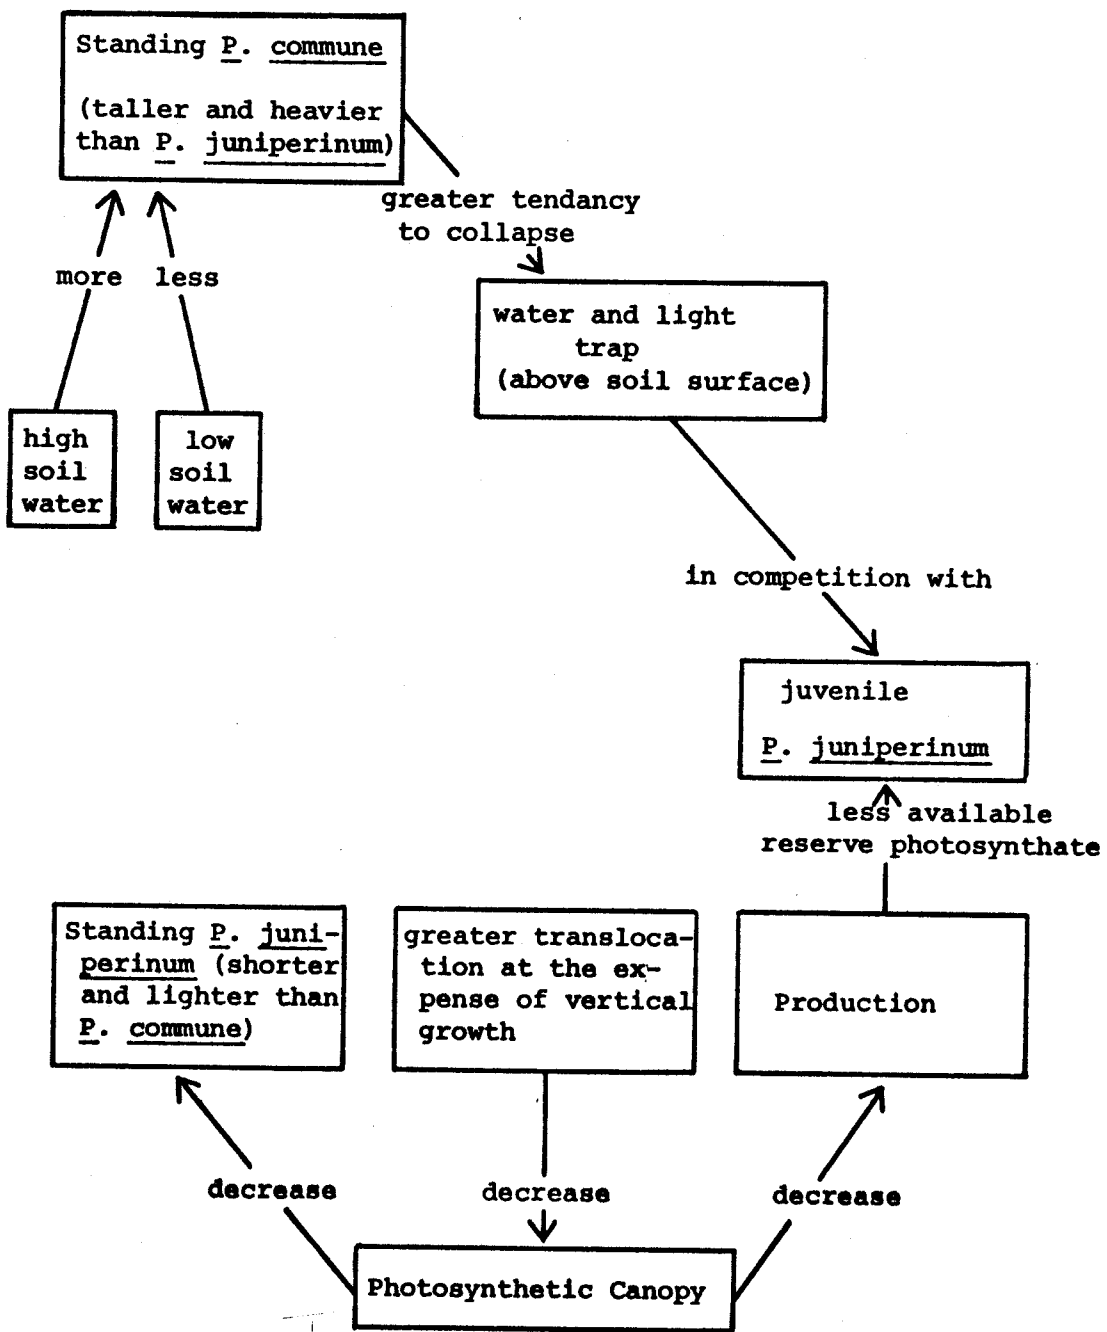 Standing P. commune
(taller and heavier
than P. juniperinum)
greater tendancy
to collapse
more
less
water and light
trap
(above soil surface)
high
soil
water
low
soil
water
in competition with
juvenile
P. juniperinum
less available
reserve photosynthate
Standing P. juni-
perinum (shorter
and lighter than
P. commune)
greater transloca-
tion at the ex-
pense of vertical
growth
Production
decrease
decrease
decrease
Photosynthetic Canopy